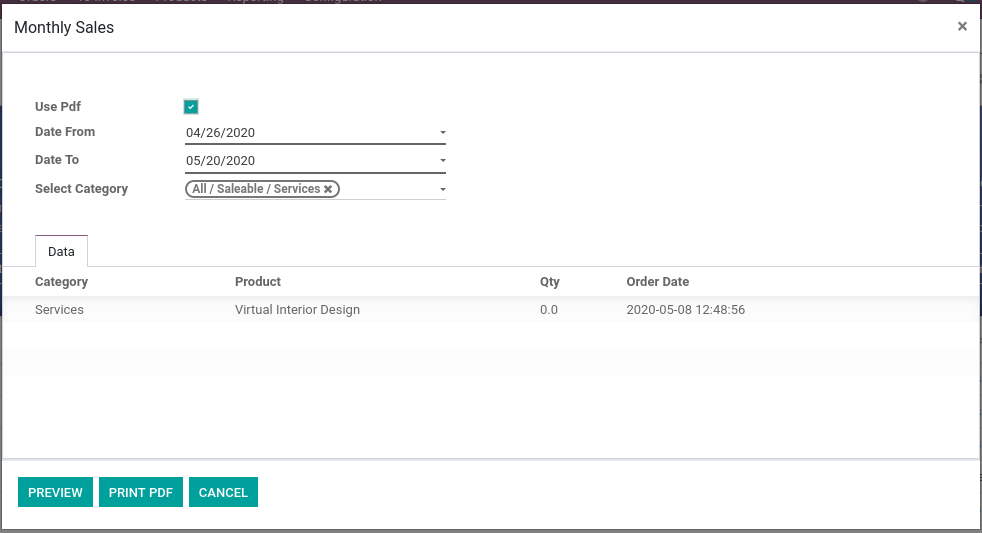 Monthly Sales ×
Use Pdf
Date From 04/26/2020
Date To 05/20/2020
Select Category All / Saleable / Services ×
Data
Category Product Qty Order Date
Services Virtual Interior Design 0.0 2020-05-08 12:48:56
PREVIEW PRINT PDF CANCEL